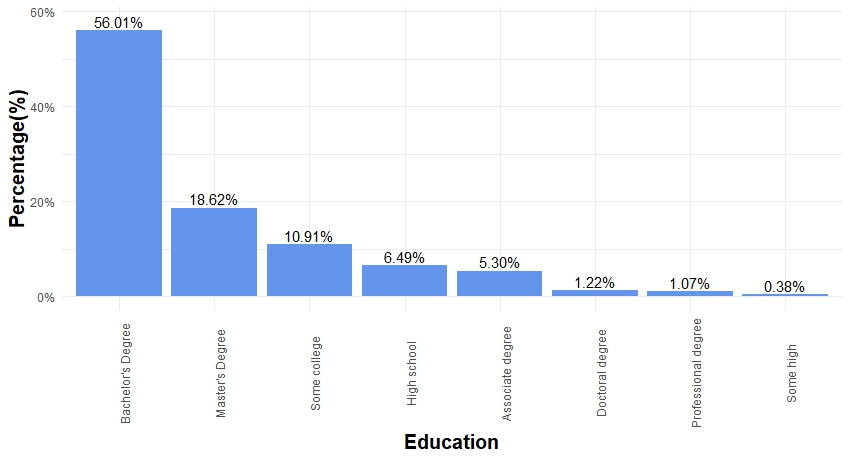 Percentage(%)
60%
40%
20%
0%
56.01%
18.62%
10.91%
6.49%
5.30%
1.22%
1.07%
0.38%
Bachelor's Degree
Master's Degree
Some college
High school
Associate degree
Doctoral degree
Professional degree
Some high
Education